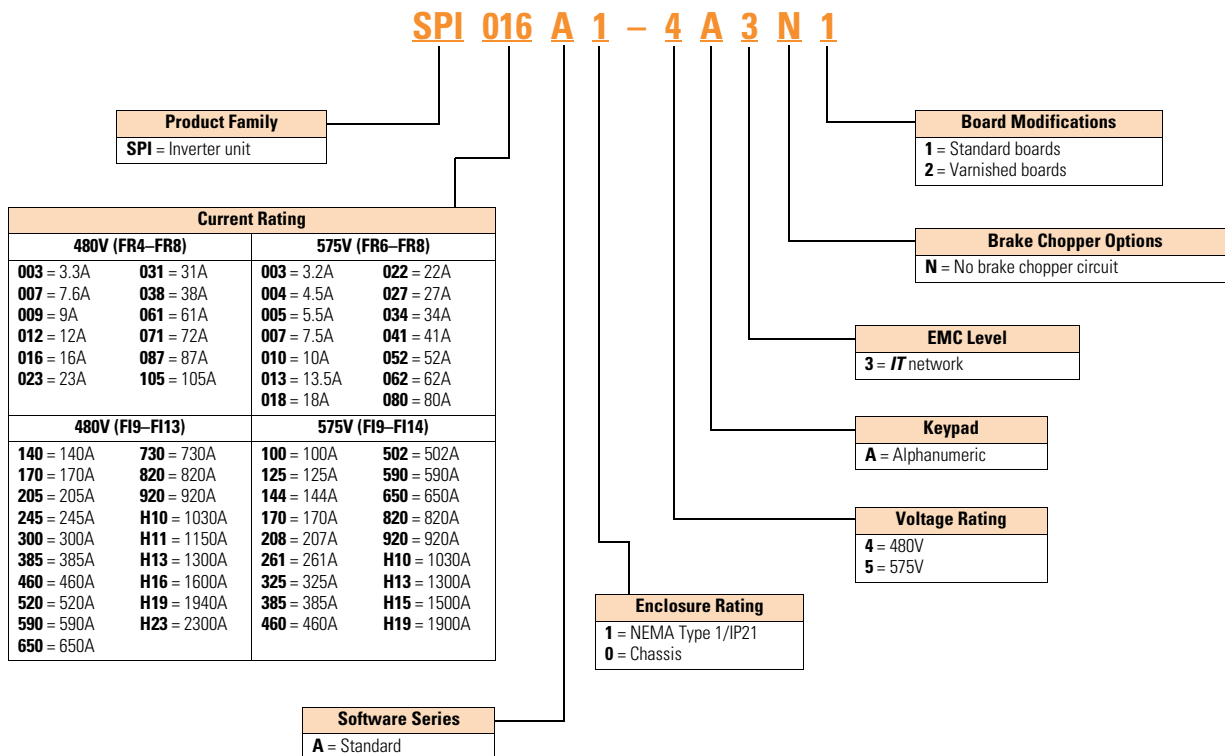 SPI 016 A 1 – 4 A 3 N 1
Product Family
SPI = Inverter unit
Board Modifications
1 = Standard boards
2 = Varnished boards
Current Rating
480V (FR4–FR8) 575V (FR6–FR8)
003 = 3.3A 031 = 31A 003 = 3.2A 022 = 22A
007 = 7.6A 038 = 38A 004 = 4.5A 027 = 27A
009 = 9A 061 = 61A 005 = 5.5A 034 = 34A
012 = 12A 071 = 72A 007 = 7.5A 041 = 41A
016 = 16A 087 = 87A 010 = 10A 052 = 52A
023 = 23A 105 = 105A 013 = 13.5A 062 = 62A
018 = 18A 080 = 80A
480V (FI9–FI13) 575V (FI9–FI14)
140 = 140A 730 = 730A 100 = 100A 502 = 502A
170 = 170A 820 = 820A 125 = 125A 590 = 590A
205 = 205A 920 = 920A 144 = 144A 650 = 650A
245 = 245A H10 = 1030A 170 = 170A 820 = 820A
300 = 300A H11 = 1150A 208 = 207A 920 = 920A
385 = 385A H13 = 1300A 261 = 261A H10 = 1030A
460 = 460A H16 = 1600A 325 = 325A H13 = 1300A
520 = 520A H19 = 1940A 385 = 385A H15 = 1500A
590 = 590A H23 = 2300A 460 = 460A H19 = 1900A
650 = 650A
Brake Chopper Options
N = No brake chopper circuit
EMC Level
3 = IT network
Keypad
A = Alphanumeric
Voltage Rating
4 = 480V
5 = 575V
Enclosure Rating
1 = NEMA Type 1/IP21
0 = Chassis
Software Series
A = Standard